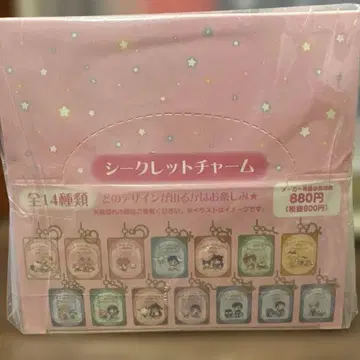 シークレットチャーム
全14種類
どのデザインが出るかはお楽しみ★
メーカー希望小売価格
880円
(税抜800円)